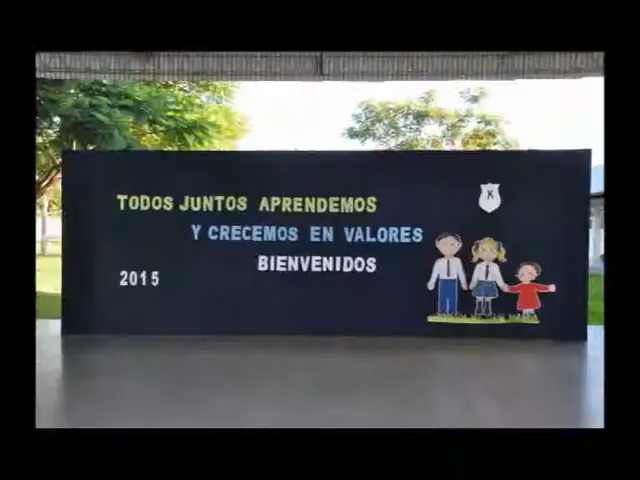 TODOS JUNTOS APRENDEMOS
Y CRECEMOS EN VALORES
BIENVENIDOS
2015